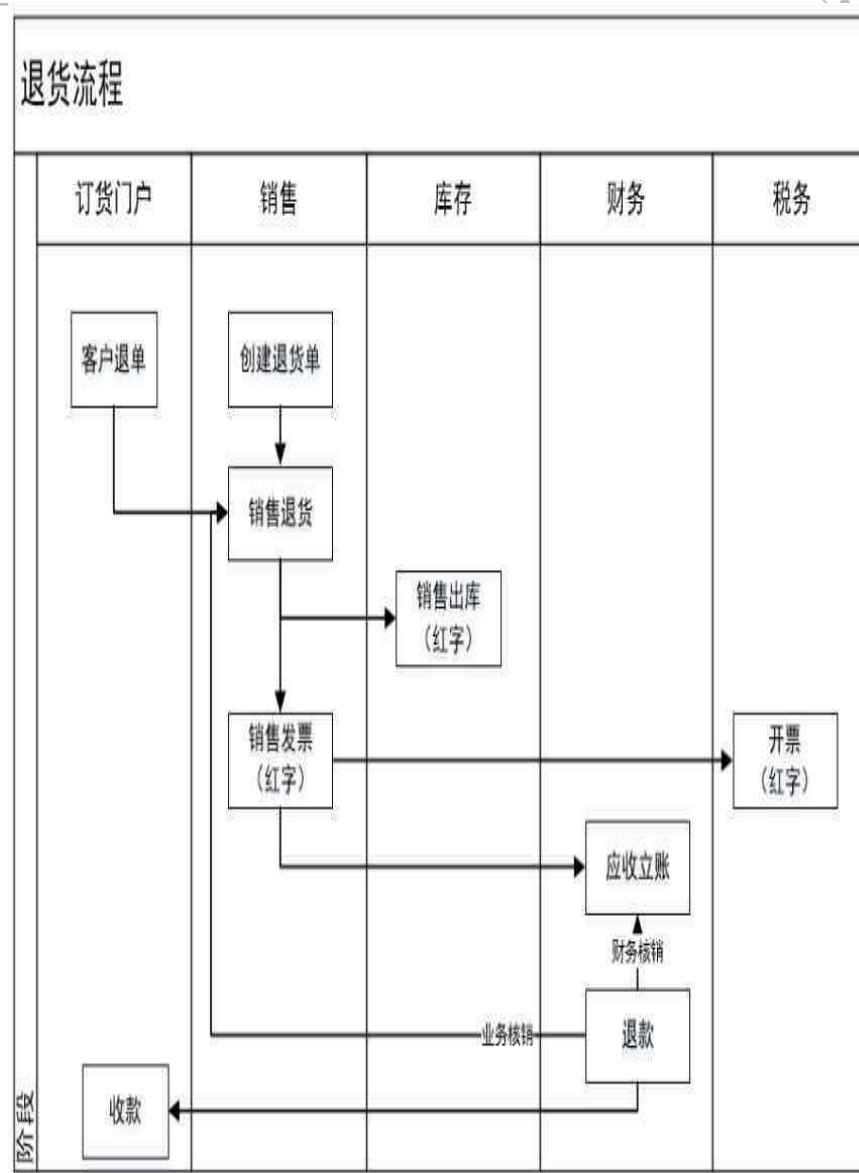 退货流程
订货门户
销售
库存
财务
税务
客户退单
创建退货单
销售退货
销售出库
（红字）
销售发票
（红字）
开票
（红字）
应收立账
财务核销
业务核销
退款
收款
阶段